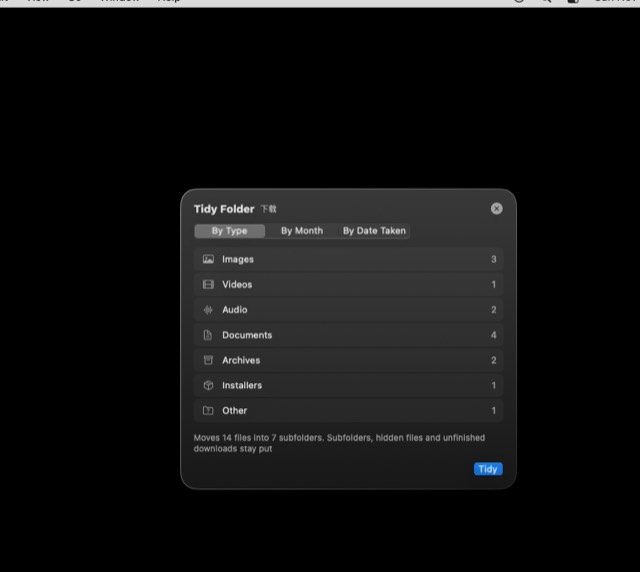 Tidy Folder 下载
By Type By Month By Date Taken
Images 3
Videos 1
Audio 2
Documents 4
Archives 2
Installers 1
Other 1
Moves 14 files into 7 subfolders. Subfolders, hidden files and unfinished
downloads stay put
Tidy